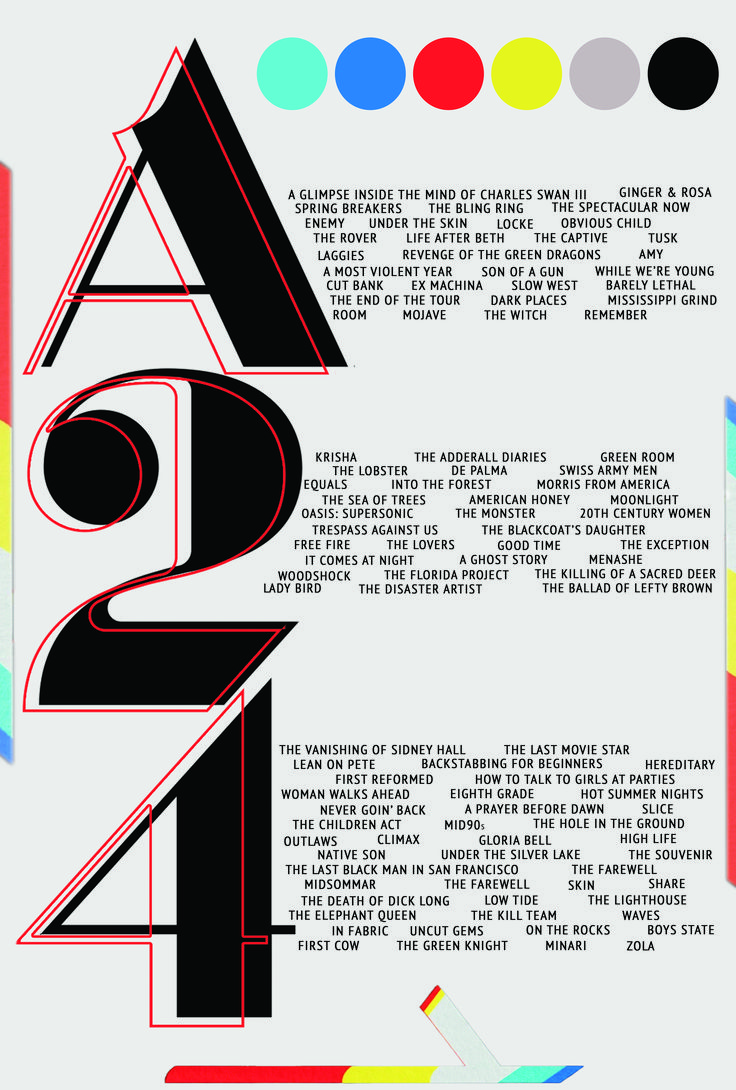 A
A GLIMPSE INSIDE THE MIND OF CHARLES SWAN III GINGER & ROSA
SPRING BREAKERS THE BLING RING THE SPECTACULAR NOW
ENEMY UNDER THE SKIN LOCKE OBVIOUS CHILD
THE ROVER LIFE AFTER BETH THE CAPTIVE TUSK
LAGGIES REVENGE OF THE GREEN DRAGONS AMY
A MOST VIOLENT YEAR SON OF A GUN WHILE WE'RE YOUNG
CUT BANK EX MACHINA SLOW WEST BARELY LETHAL
THE END OF THE TOUR DARK PLACES MISSISSIPPI GRIND
ROOM MOJAVE THE WITCH REMEMBER
2
KRISHA THE ADDERALL DIARIES GREEN ROOM
THE LOBSTER DE PALMA SWISS ARMY MEN
EQUALS INTO THE FOREST MORRIS FROM AMERICA
THE SEA OF TREES AMERICAN HONEY MOONLIGHT
OASIS: SUPERSONIC THE MONSTER 20TH CENTURY WOMEN
TRESPASS AGAINST US THE BLACKCOAT'S DAUGHTER
FREE FIRE THE LOVERS GOOD TIME THE EXCEPTION
IT COMES AT NIGHT A GHOST STORY MENASHE
WOODSHOCK THE FLORIDA PROJECT THE KILLING OF A SACRED DEER
LADY BIRD THE DISASTER ARTIST THE BALLAD OF LEFTY BROWN
4
THE VANISHING OF SIDNEY HALL THE LAST MOVIE STAR
LEAN ON PETE BACKSTABBING FOR BEGINNERS HEREDITARY
FIRST REFORMED HOW TO TALK TO GIRLS AT PARTIES
WOMAN WALKS AHEAD EIGHTH GRADE HOT SUMMER NIGHTS
NEVER GOIN' BACK A PRAYER BEFORE DAWN SLICE
THE CHILDREN ACT MID90s THE HOLE IN THE GROUND
OUTLAWS CLIMAX GLORIA BELL HIGH LIFE
NATIVE SON UNDER THE SILVER LAKE THE SOUVENIR
THE LAST BLACK MAN IN SAN FRANCISCO THE FAREWELL
MIDSOMMAR THE FAREWELL SKIN SHARE
THE DEATH OF DICK LONG LOW TIDE THE LIGHTHOUSE
THE ELEPHANT QUEEN THE KILL TEAM WAVES
IN FABRIC UNCUT GEMS ON THE ROCKS BOYS STATE
FIRST COW THE GREEN KNIGHT MINARI ZOLA